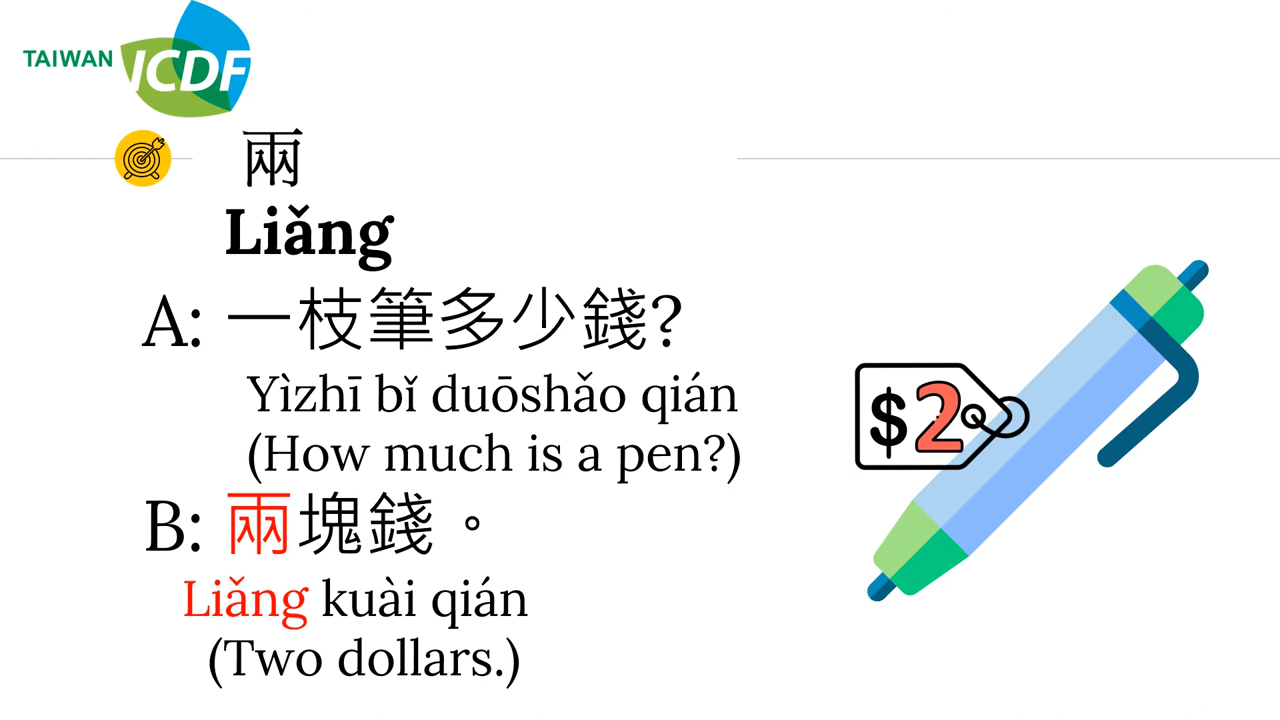 TAIWAN ICDF
兩
Liǎng
A: 一枝筆多少錢?
Yìzhī bǐ duōshǎo qián
(How much is a pen?)
B: 兩塊錢。
Liǎng kuài qián
(Two dollars.)
$2